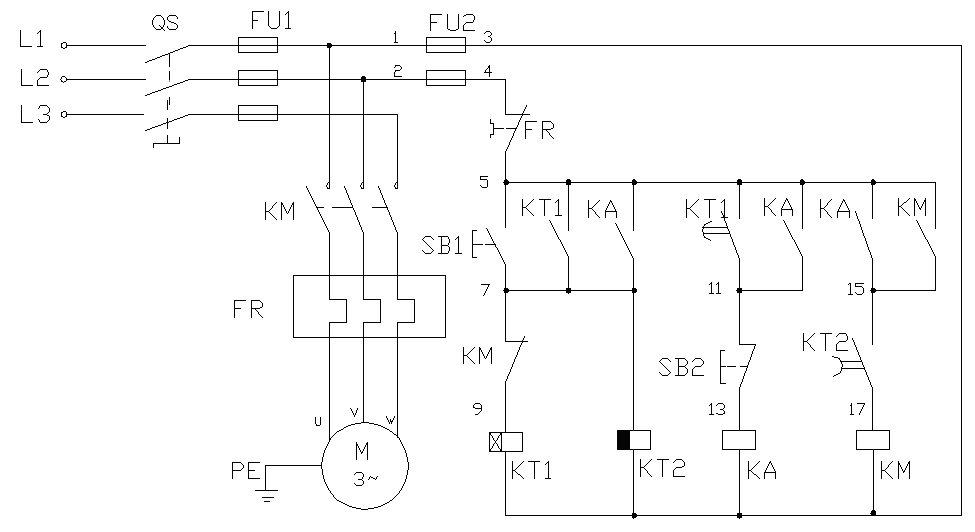 QS FU1 FU2
L1 1 3
L2 2 4
L3
FR
5
KM KT1 KA KT1 KA KA KM
SB1
7 11 15
FR
KM SB2 KT2
9 13 17
U V W
M
3~
PE
KT1 KT2 KA KM